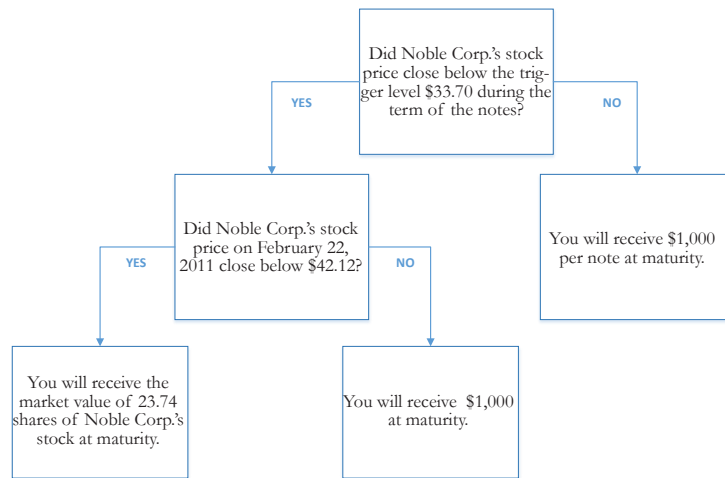 Did Noble Corp.'s stock
price close below the trig-
ger level $33.70 during the
term of the notes?
YES
NO
Did Noble Corp.'s stock
price on February 22,
2011 close below $42.12?
You will receive $1,000
per note at maturity.
YES
NO
You will receive the
market value of 23.74
shares of Noble Corp.'s
stock at maturity.
You will receive $1,000
at maturity.